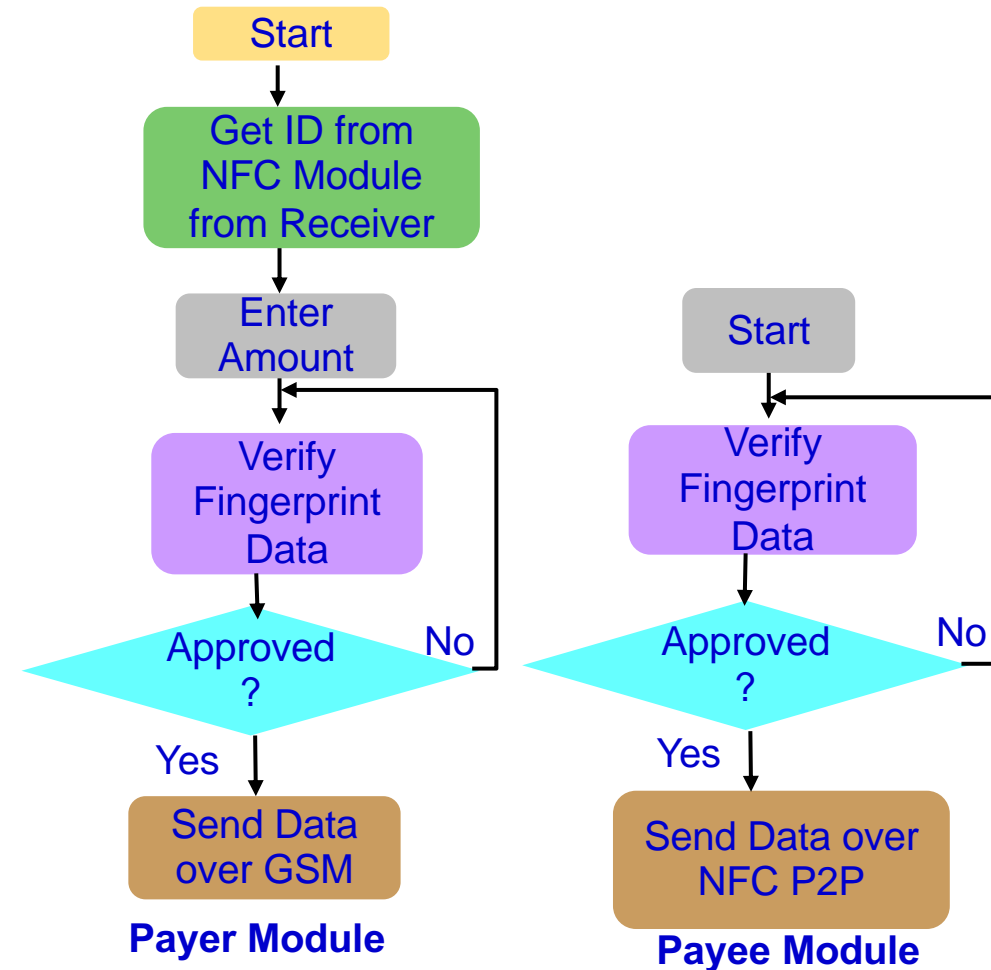 Start
Get ID from
NFC Module
from Receiver
Enter
Amount
Verify
Fingerprint
Data
Approved
?
No
Yes
Send Data
over GSM
Payer Module
Start
Verify
Fingerprint
Data
Approved
?
No
Yes
Send Data over
NFC P2P
Payee Module